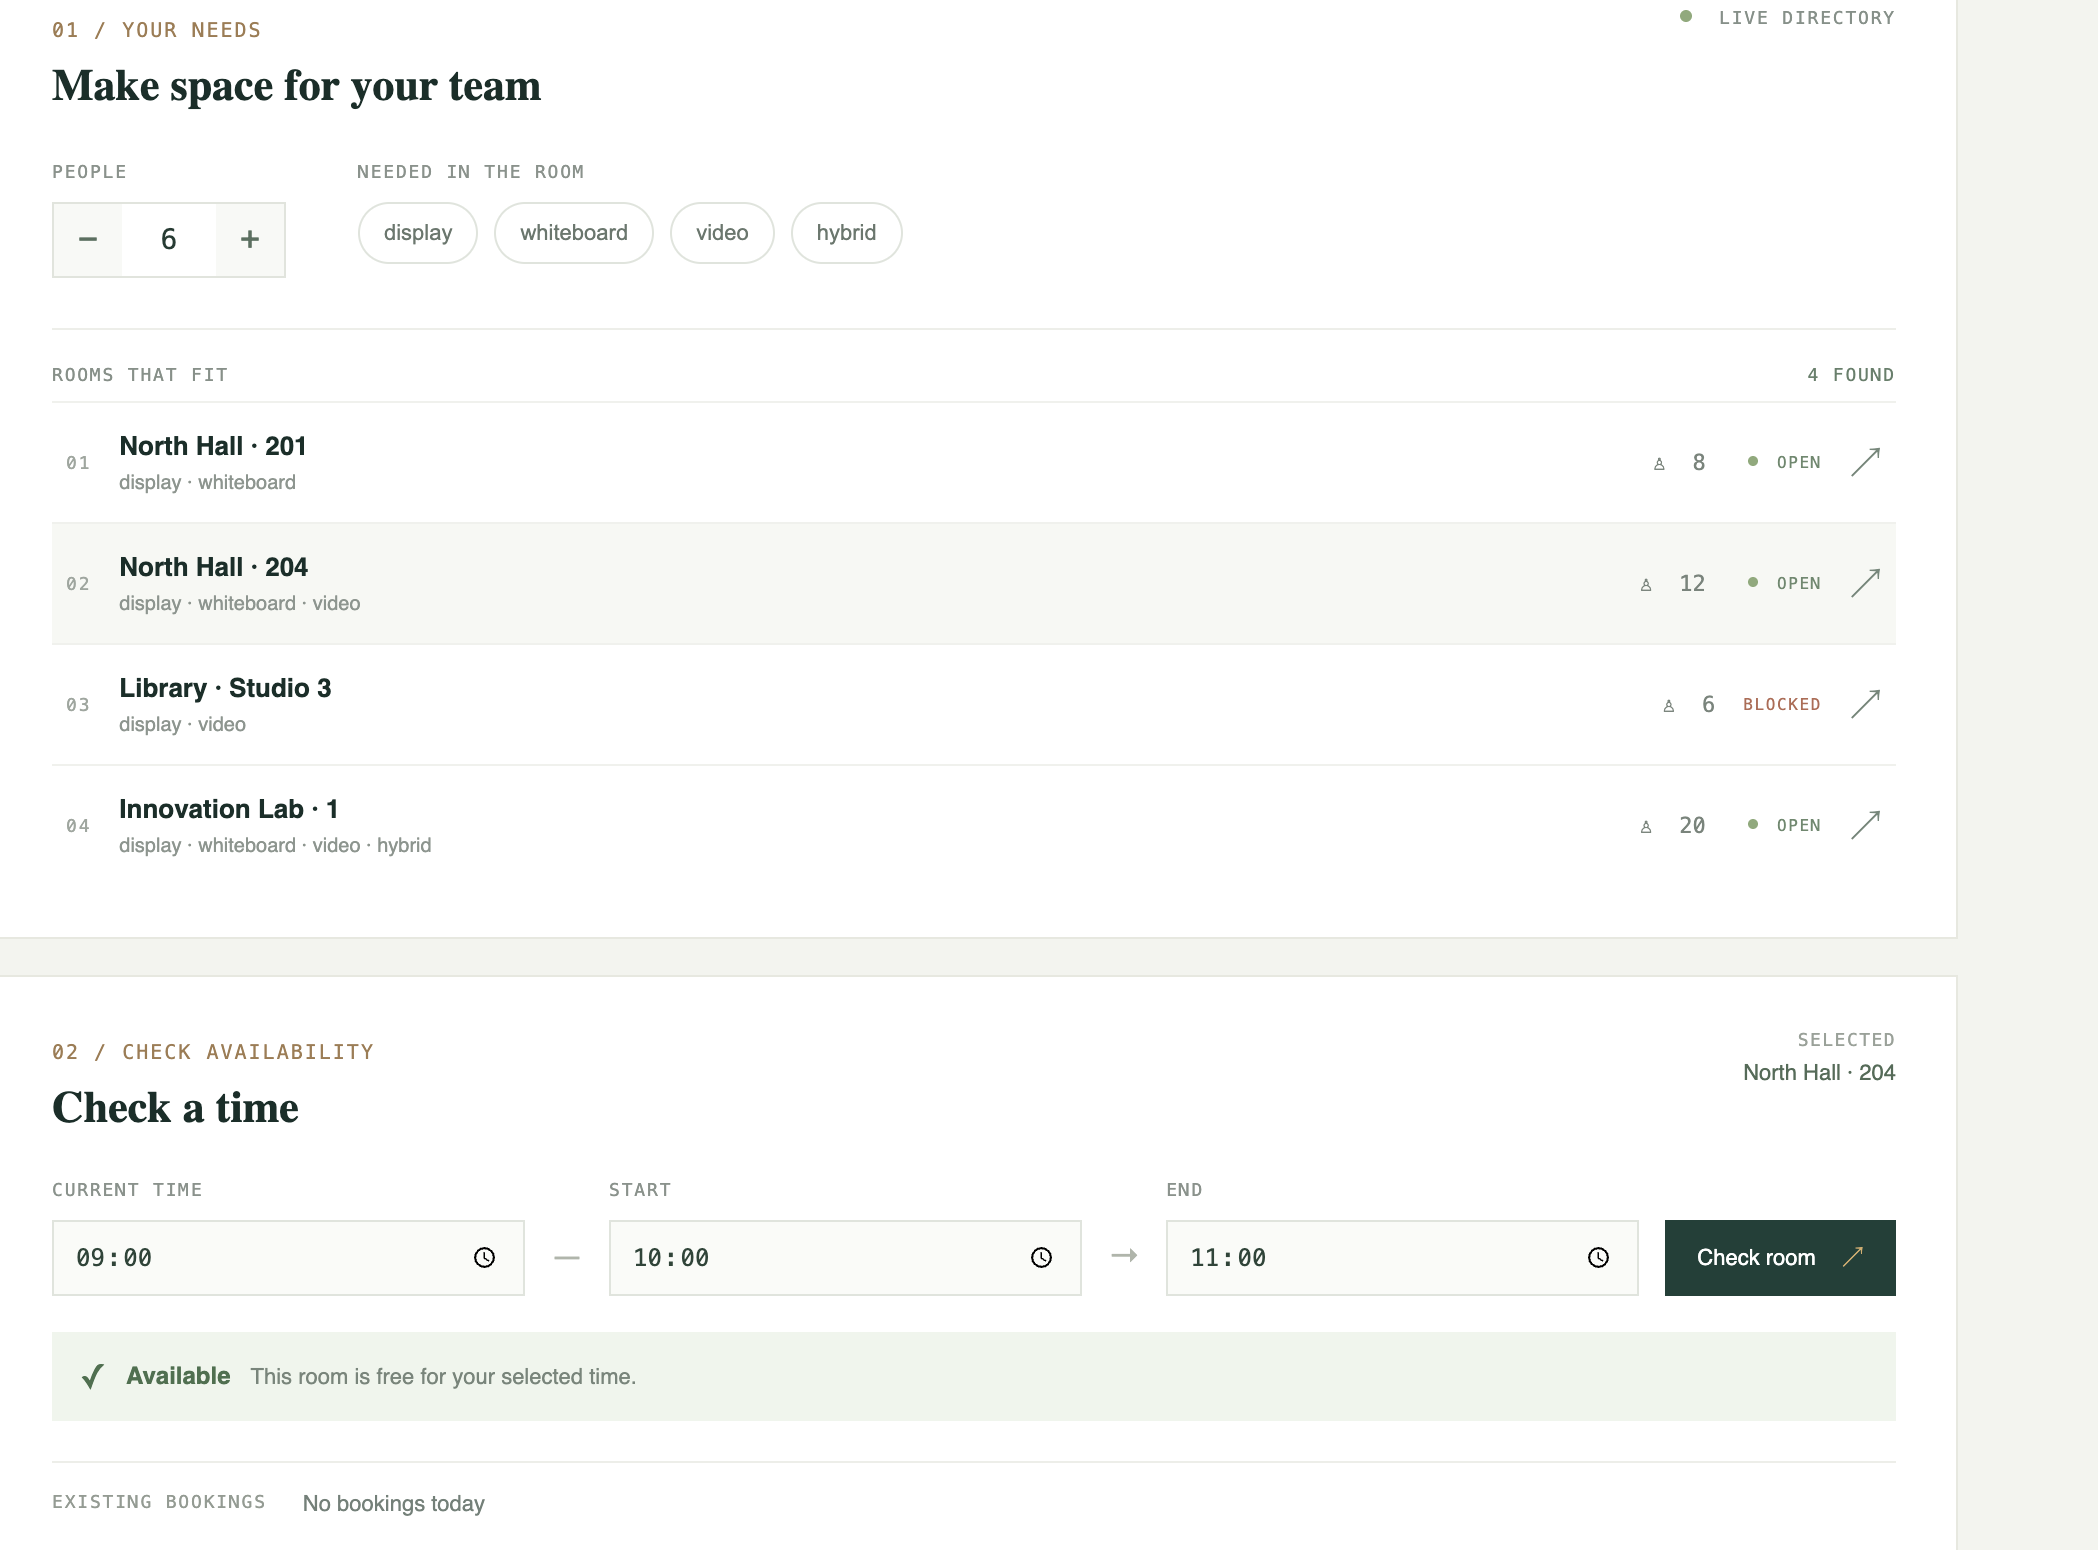 01 / YOUR NEEDS
LIVE DIRECTORY
Make space for your team
PEOPLE
NEEDED IN THE ROOM
− 6 +
display whiteboard video hybrid
ROOMS THAT FIT
4 FOUND
01 North Hall · 201 8 OPEN
display · whiteboard
02 North Hall · 204 12 OPEN
display · whiteboard · video
03 Library · Studio 3 6 BLOCKED
display · video
04 Innovation Lab · 1 20 OPEN
display · whiteboard · video · hybrid
02 / CHECK AVAILABILITY
SELECTED
North Hall · 204
Check a time
CURRENT TIME START END
09:00 — 10:00 → 11:00 Check room
Available This room is free for your selected time.
EXISTING BOOKINGS No bookings today